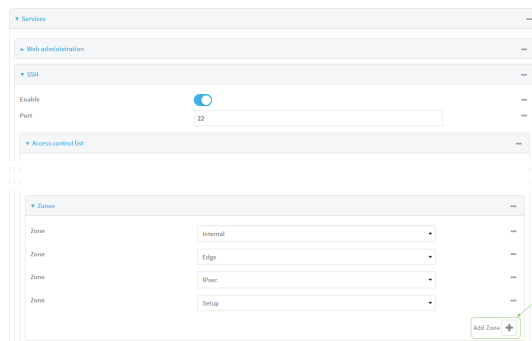 Services
Web administration
SSH
Enable
Port 22
Access control list
Zones
Zone Internal
Zone Edge
Zone IPsec
Zone Setup
Add Zone